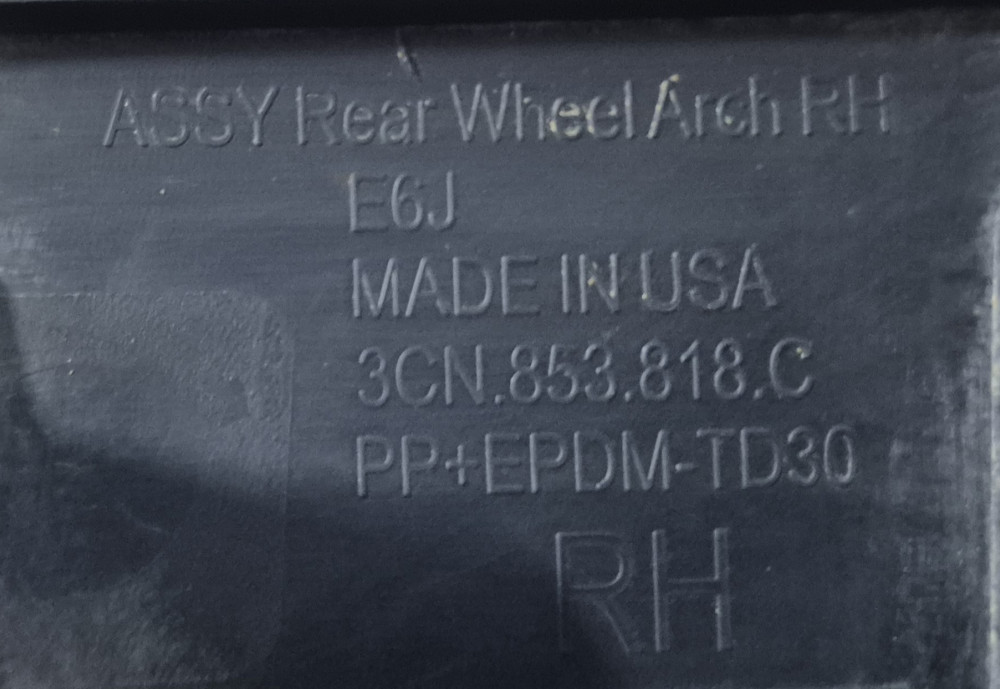 ASSY Rear Wheel Arch RH
E6J
MADE IN USA
3CN.853.818.C
PP+EPDM-TD30
RH